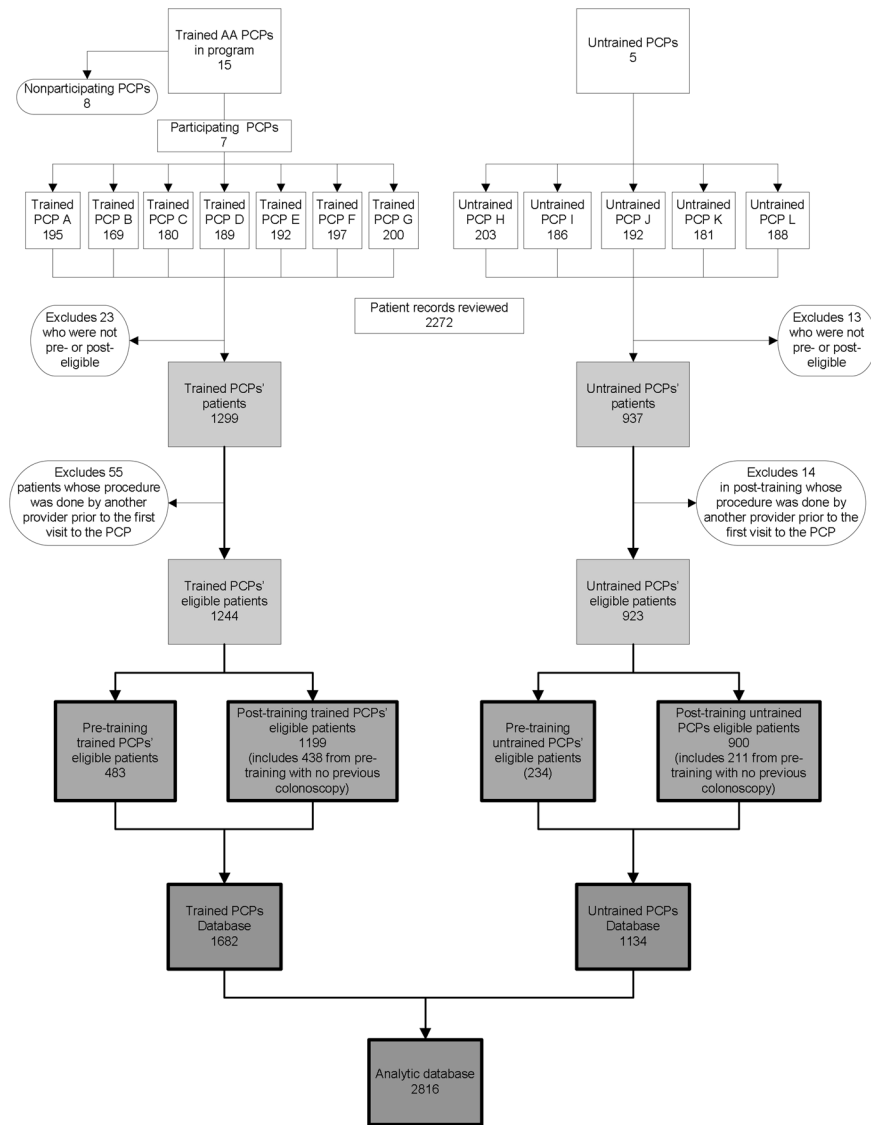 Trained AA PCPs
in program
15
Untrained PCPs
5
Nonparticipating PCPs
8
Participating PCPs
7
Trained
PCP A
195
Trained
PCP B
169
Trained
PCP C
180
Trained
PCP D
189
Trained
PCP E
192
Trained
PCP F
197
Trained
PCP G
200
Untrained
PCP H
203
Untrained
PCP I
186
Untrained
PCP J
192
Untrained
PCP K
181
Untrained
PCP L
188
Patient records reviewed
2272
Excludes 23
who were not
pre- or post-
eligible
Excludes 13
who were not
pre- or post-
eligible
Trained PCPs'
patients
1299
Untrained PCPs'
patients
937
Excludes 55
patients whose procedure
was done by another
provider prior to the first
visit to the PCP
Excludes 14
in post-training whose
procedure was done by
another provider prior to the
first visit to the PCP
Trained PCPs'
eligible patients
1244
Untrained PCPs'
eligible patients
923
Pre-training
trained PCPs'
eligible patients
483
Post-training trained PCPs'
eligible patients
1199
(includes 438 from pre-
training with no previous
colonoscopy)
Pre-training
untrained PCPs'
eligible patients
(234)
Post-training untrained
PCPs eligible patients
900
(includes 211 from pre-
training with no previous
colonoscopy)
Trained PCPs
Database
1682
Untrained PCPs
Database
1134
Analytic database
2816